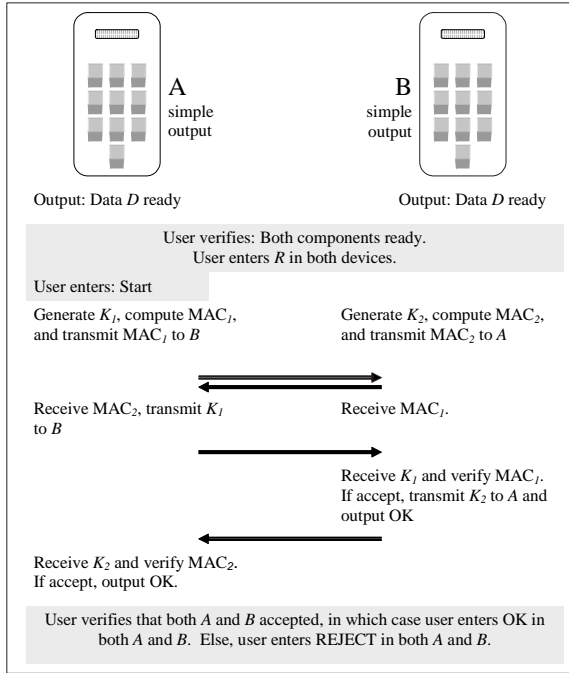 A
simple
output
B
simple
output
Output: Data D ready
Output: Data D ready
User verifies: Both components ready.
User enters R in both devices.
User enters: Start
Generate K1, compute MAC1,
and transmit MAC1 to B
Generate K2, compute MAC2,
and transmit MAC2 to A
Receive MAC2, transmit K1
to B
Receive MAC1.
Receive K1 and verify MAC1.
If accept, transmit K2 to A and
output OK
Receive K2 and verify MAC2.
If accept, output OK.
User verifies that both A and B accepted, in which case user enters OK in
both A and B. Else, user enters REJECT in both A and B.